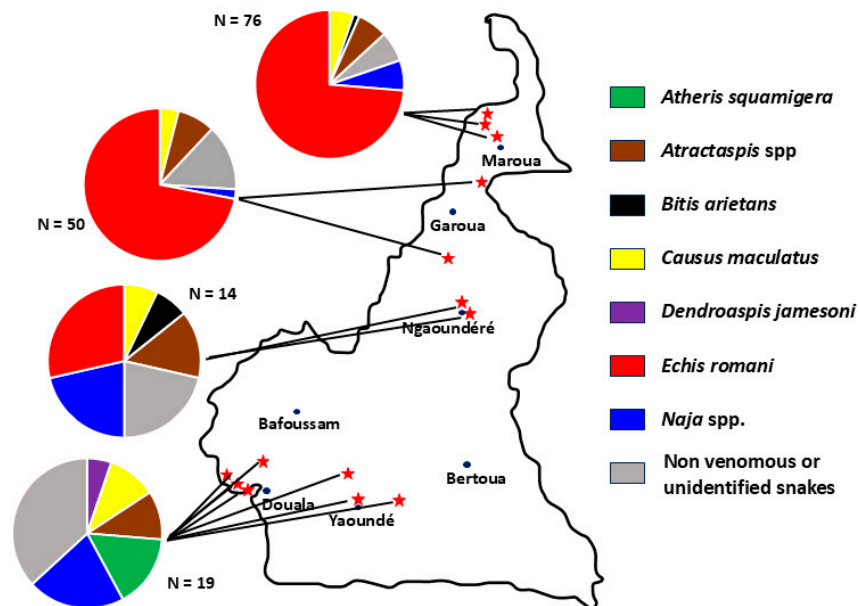 N = 76
N = 50
N = 14
N = 19
Maroua
Garoua
Ngaoundéré
Bafoussam
Bertoua
Douala
Yaoundé
Atheris squamigera
Atractaspis spp
Bitis arietans
Causus maculatus
Dendroaspis jamesoni
Echis romani
Naja spp.
Non venomous or
unidentified snakes